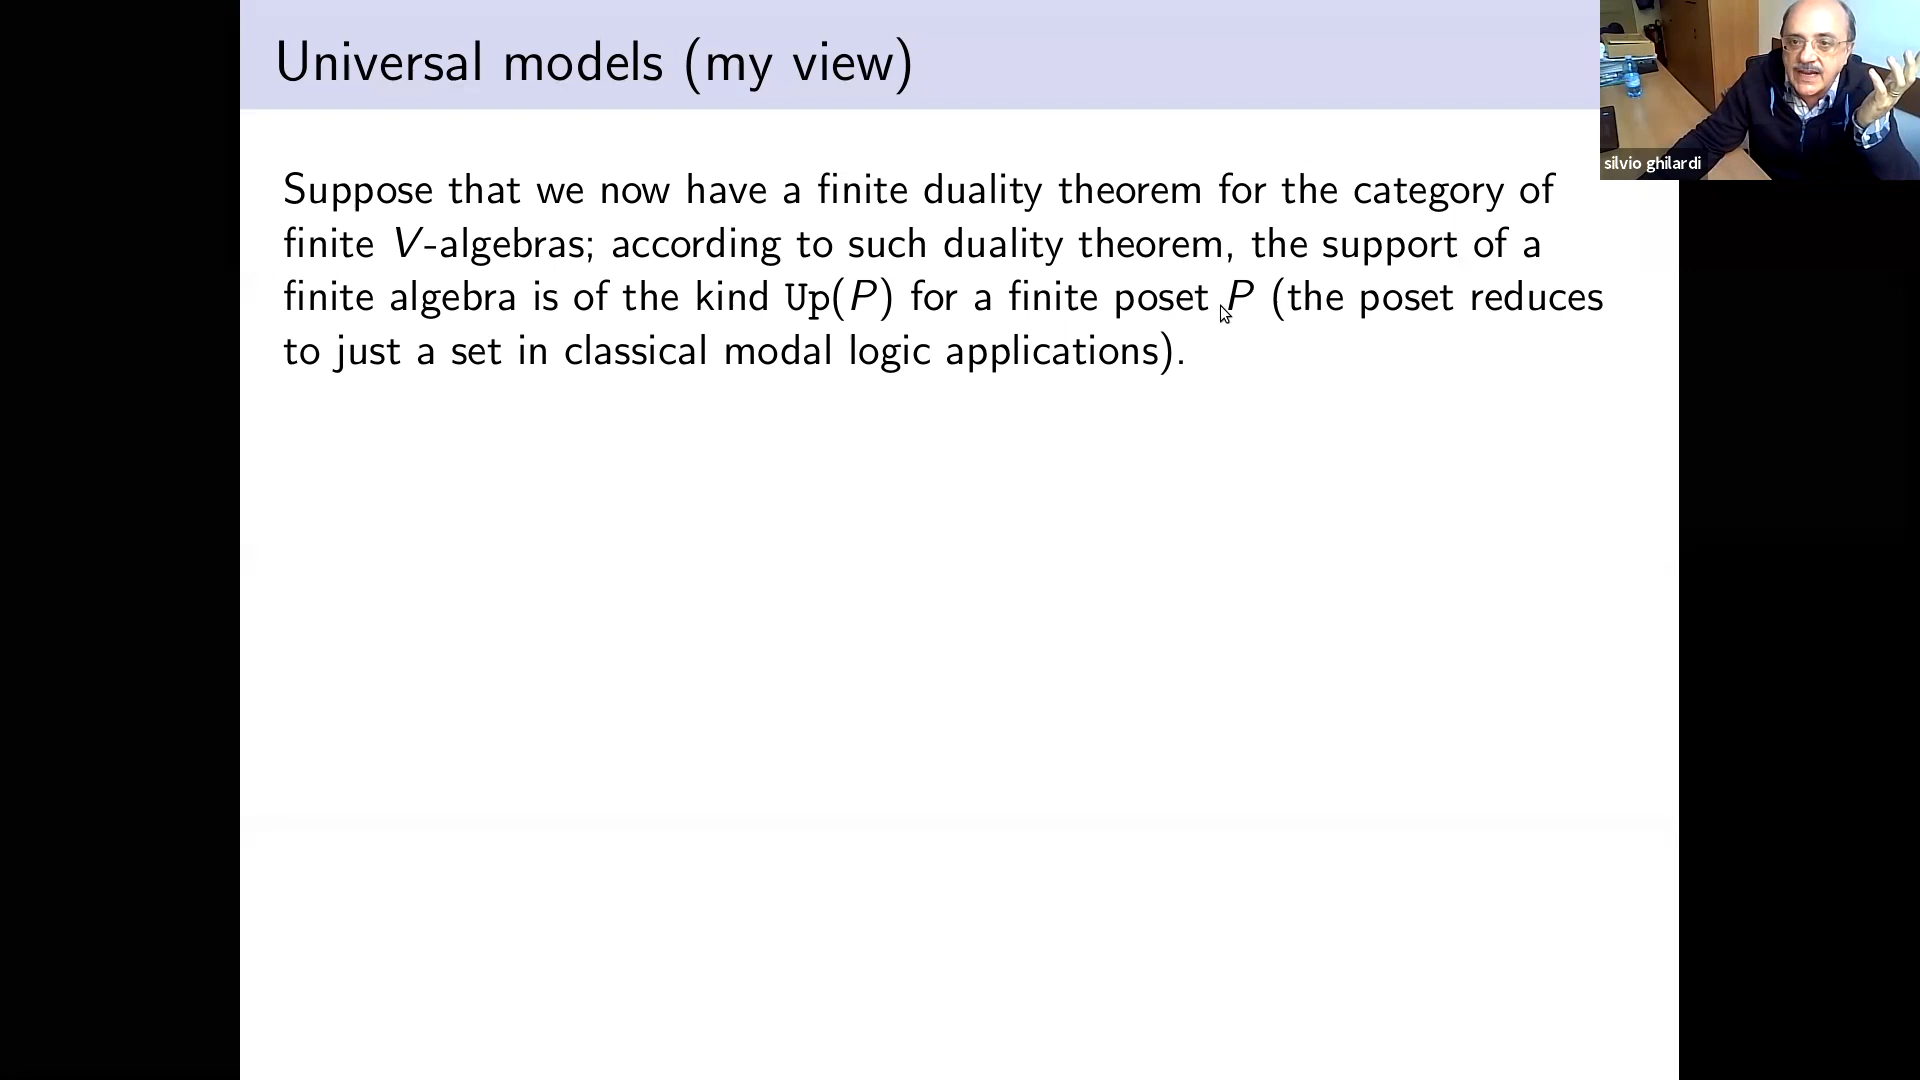 Universal models (my view)
silvio ghilardi
Suppose that we now have a finite duality theorem for the category of
finite V-algebras; according to such duality theorem, the support of a
finite algebra is of the kind Up(P) for a finite poset P (the poset reduces
to just a set in classical modal logic applications).